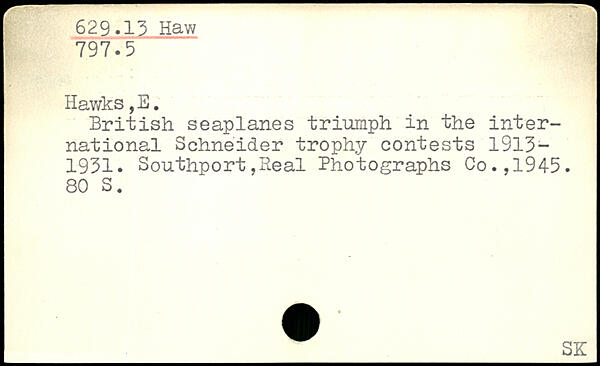 629.13 Haw
797.5
Hawks,E.
British seaplanes triumph in the inter-
national Schneider trophy contests 1913-
1931. Southport,Real Photographs Co.,1945.
80 S.
SK